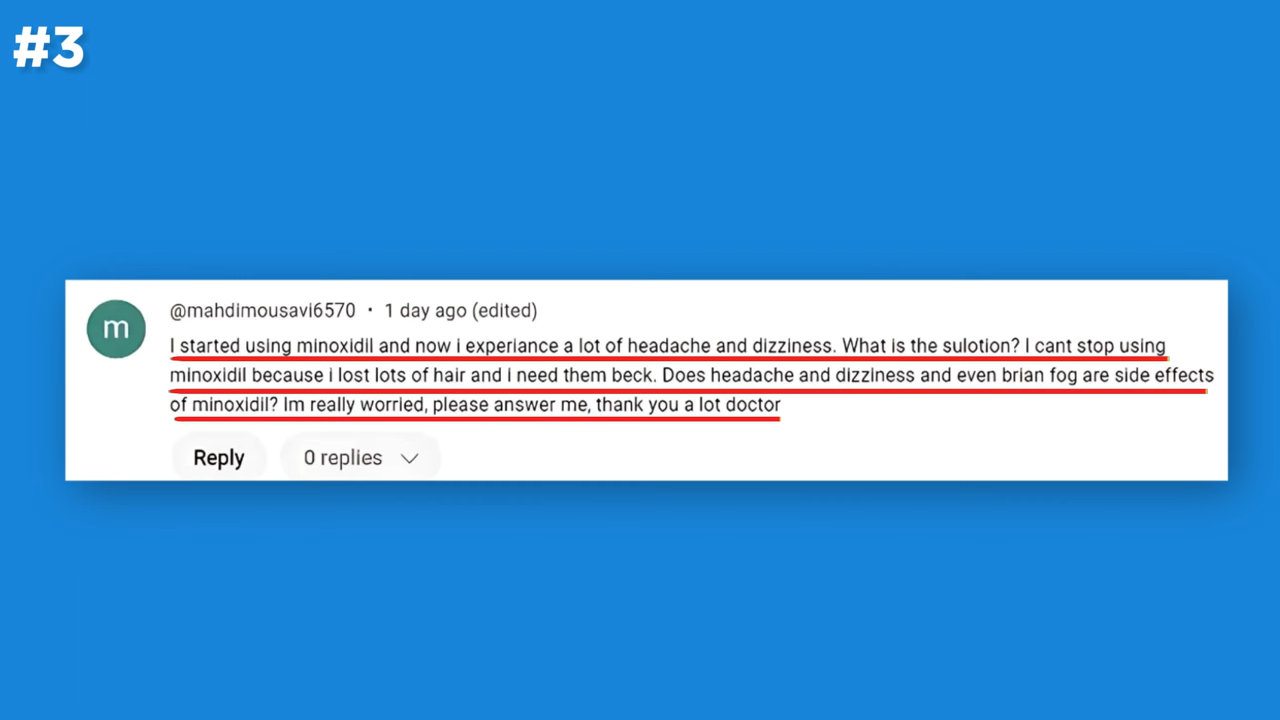 #3
m
@mahdimousavi6570 · 1 day ago (edited)
I started using minoxidil and now i experiance a lot of headache and dizziness. What is the sulotion? I cant stop using
minoxidil because i lost lots of hair and i need them beck. Does headache and dizziness and even brian fog are side effects
of minoxidil? Im really worried, please answer me, thank you a lot doctor
Reply
0 replies